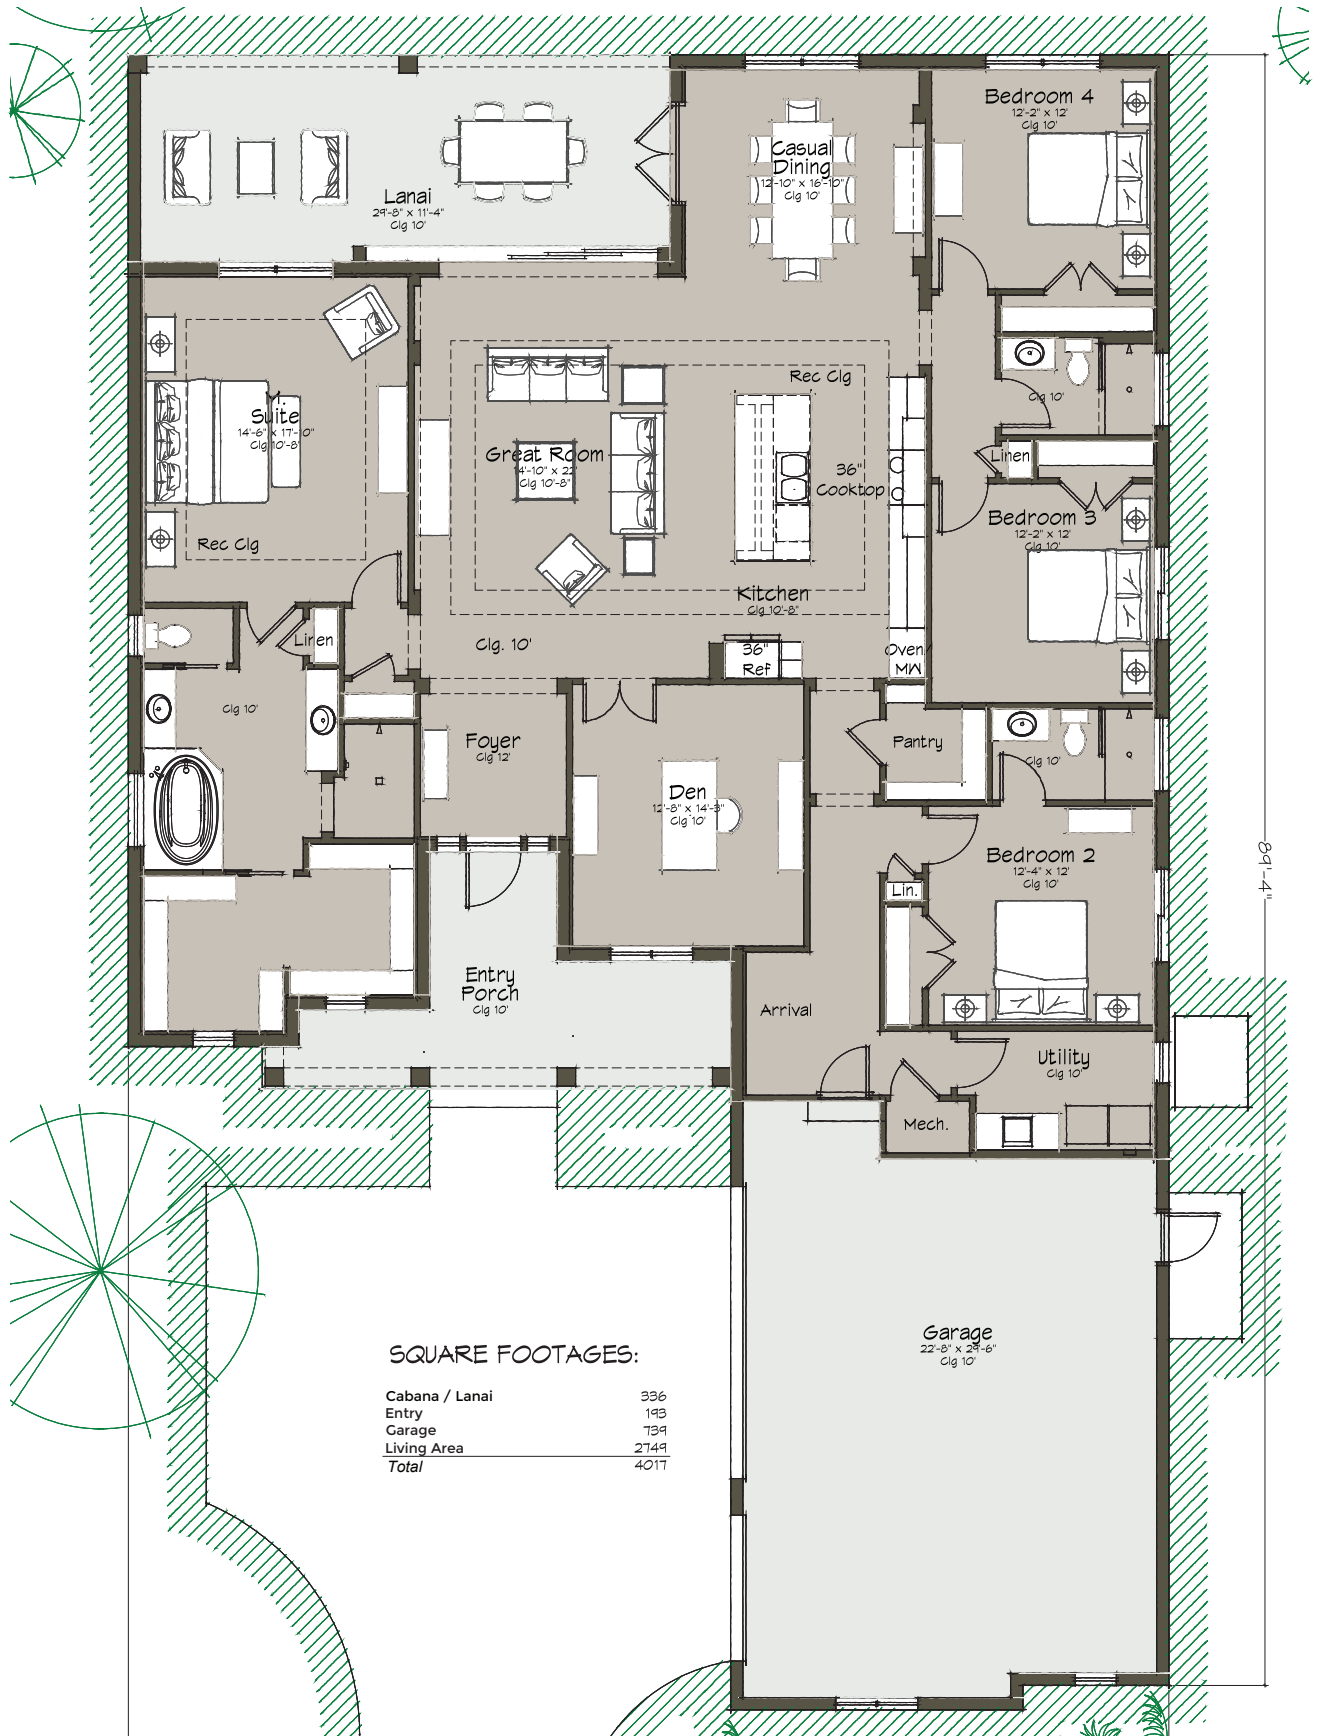 Bedroom 4
12'-2" x 12'
Clg 10'
Casual
Dining
12'-10" x 16'-10"
Clg 10'
Lanai
29'-8" x 11'-4"
Clg 10'
Rec Clg
Clg 10'
Suite
14'-6" x 17'-10"
Clg 10'-8"
Great Room
Clg 10'-8"
36"
Cooktop
Linen
Bedroom 3
12'-2" x 12'
Clg 10'
Rec Clg
Kitchen
Clg 10'-8"
Linen
Clg. 10'
36"
Ref
Oven/
MW
Clg 10'
Foyer
Clg 12'
Pantry
Clg 10'
Den
12'-8" x 14'-3"
Clg 10'
Bedroom 2
12'-4" x 12'
Clg 10'
Lin.
89'-4"
Entry
Porch
Clg 10'
Arrival
Utility
Clg 10'
Mech.
Garage
22'-8" x 29'-6"
Clg 10'
SQUARE FOOTAGES:
Cabana / Lanai 336
Entry 193
Garage 739
Living Area 2749
Total 4017